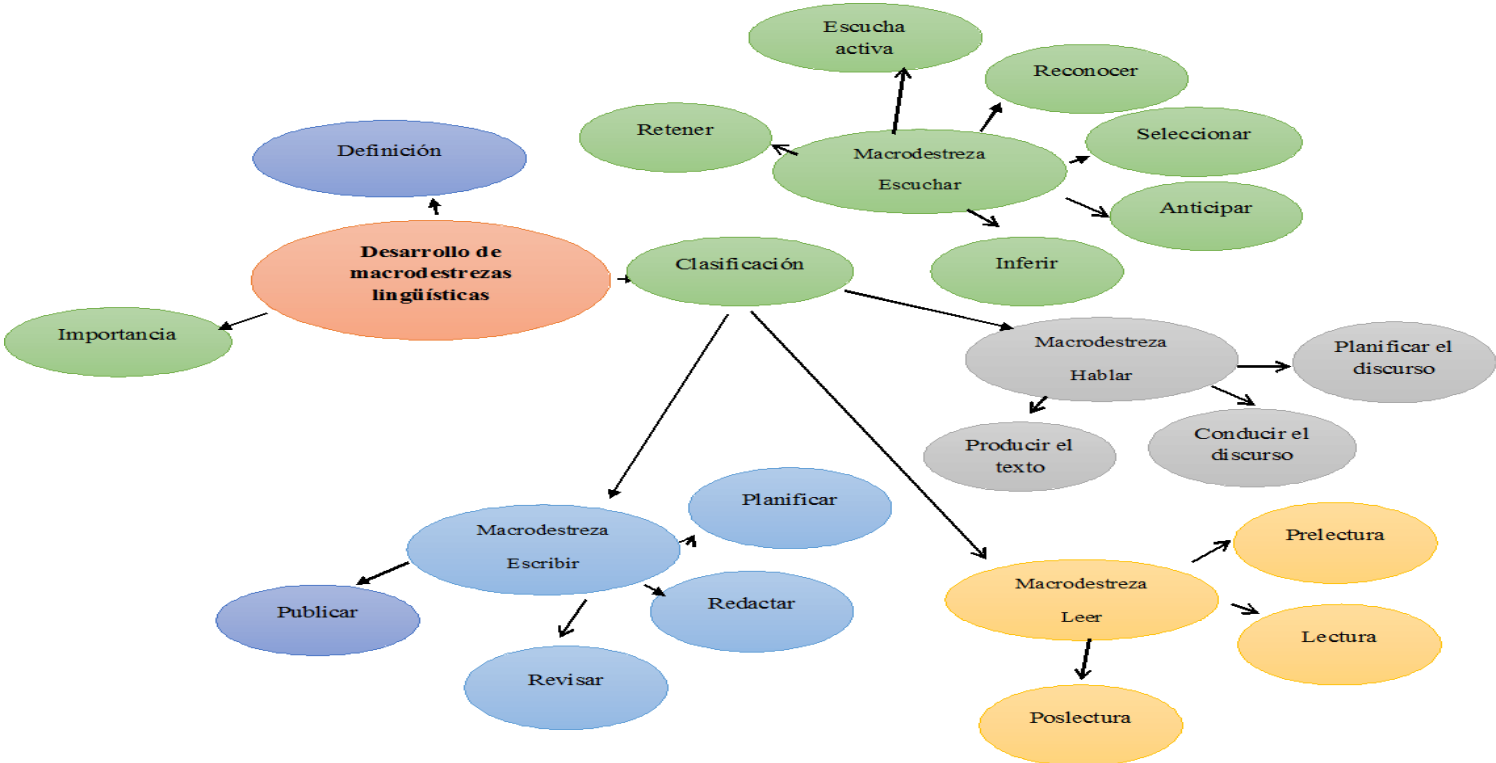 Escucha
activa
Reconocer
Retener
Seleccionar
Macrodestreza
Escuchar
Definición
Anticipar
Inferir
Desarrollo de
macrodestrezas
lingüísticas
Clasificación
Importancia
Macrodestreza
Hablar
Planificar el
discurso
Producir el
texto
Conducir el
discurso
Macrodestreza
Escribir
Planificar
Redactar
Publicar
Revisar
Macrodestreza
Leer
Prelectura
Lectura
Poslectura